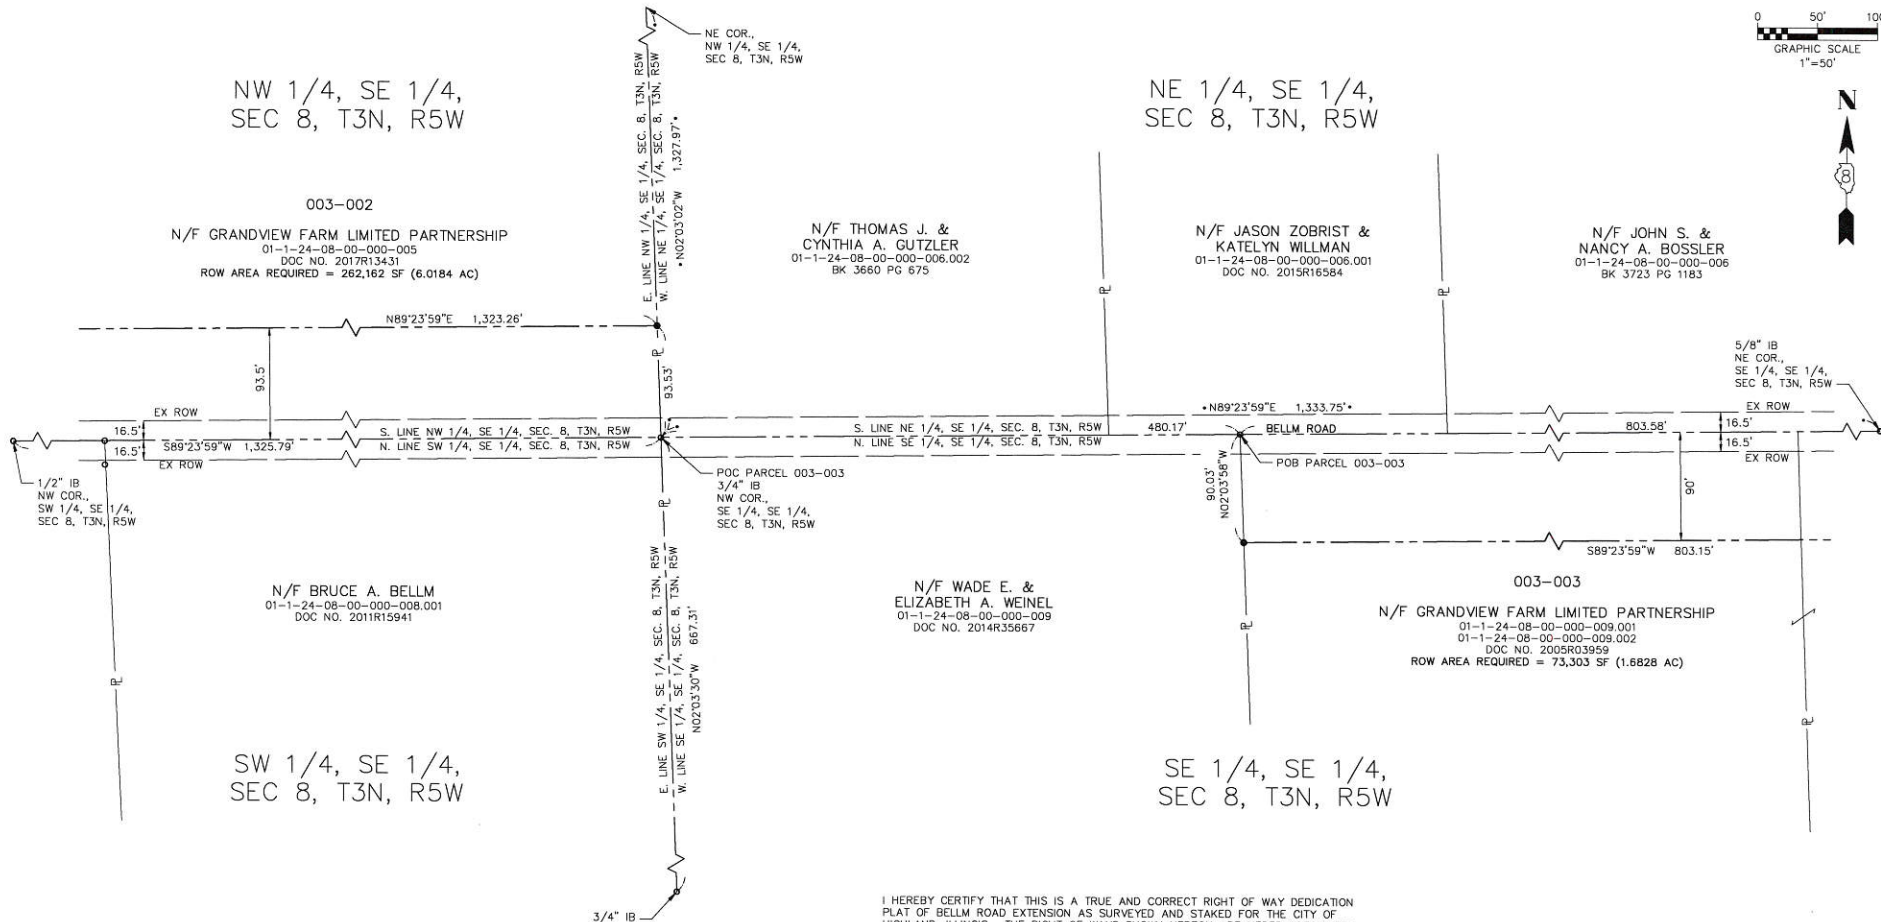 0 50' 100
GRAPHIC SCALE
1"=50'
N
8
NE COR.,
NW 1/4, SE 1/4,
SEC 8, T3N, R5W
NW 1/4, SE 1/4,
SEC 8, T3N, R5W
NE 1/4, SE 1/4,
SEC 8, T3N, R5W
E. LINE NW 1/4, SE 1/4, SEC. 8, T3N, R5W
W. LINE NE 1/4, SE 1/4, SEC. 8, T3N, R5W
•N02°03'02"W 1,327.97'•
003-002
N/F GRANDVIEW FARM LIMITED PARTNERSHIP
01-1-24-08-00-000-005
DOC NO. 2017R13431
ROW AREA REQUIRED = 262,162 SF (6.0184 AC)
N/F THOMAS J. &
CYNTHIA A. GUTZLER
01-1-24-08-00-000-006.002
BK 3660 PG 675
N/F JASON ZOBRIST &
KATELYN WILLMAN
01-1-24-08-00-000-006.001
DOC NO. 2015R16584
N/F JOHN S. &
NANCY A. BOSSLER
01-1-24-08-00-000-006
BK 3723 PG 1183
PL
PL
N89°23'59"E 1,323.26'
93.5'
PL
93.53'
5/8" IB
NE COR.,
SE 1/4, SE 1/4,
SEC 8, T3N, R5W
EX ROW
16.5'
S89°23'59"W 1,325.79'
16.5'
EX ROW
S. LINE NW 1/4, SE 1/4, SEC. 8, T3N, R5W
N. LINE SW 1/4, SE 1/4, SEC. 8, T3N, R5W
S. LINE NE 1/4, SE 1/4, SEC. 8, T3N, R5W
N. LINE SE 1/4, SE 1/4, SEC. 8, T3N, R5W
480.17'
•N89°23'59"E 1,333.75'•
BELLM ROAD
803.58'
EX ROW
16.5'
16.5'
EX ROW
1/2" IB
NW COR.,
SW 1/4, SE 1/4,
SEC 8, T3N, R5W
POC PARCEL 003-003
3/4" IB
NW COR.,
SE 1/4, SE 1/4,
SEC 8, T3N, R5W
POB PARCEL 003-003
90.03'
N02°03'58"W
90'
S89°23'59"W 803.15'
PL
N/F BRUCE A. BELLM
01-1-24-08-00-000-008.001
DOC NO. 2011R15941
E. LINE SW 1/4, SE 1/4, SEC. 8, T3N, R5W
W. LINE SE 1/4, SE 1/4, SEC. 8, T3N, R5W
N02°03'30"W 667.31'
N/F WADE E. &
ELIZABETH A. WEINEL
01-1-24-08-00-000-009
DOC NO. 2014R35667
003-003
N/F GRANDVIEW FARM LIMITED PARTNERSHIP
01-1-24-08-00-000-009.001
01-1-24-08-00-000-009.002
DOC NO. 2005R03959
ROW AREA REQUIRED = 73,303 SF (1.6828 AC)
PL
PL
PL
SW 1/4, SE 1/4,
SEC 8, T3N, R5W
SE 1/4, SE 1/4,
SEC 8, T3N, R5W
3/4" IB
I HEREBY CERTIFY THAT THIS IS A TRUE AND CORRECT RIGHT OF WAY DEDICATION
PLAT OF BELLM ROAD EXTENSION AS SURVEYED AND STAKED FOR THE CITY OF